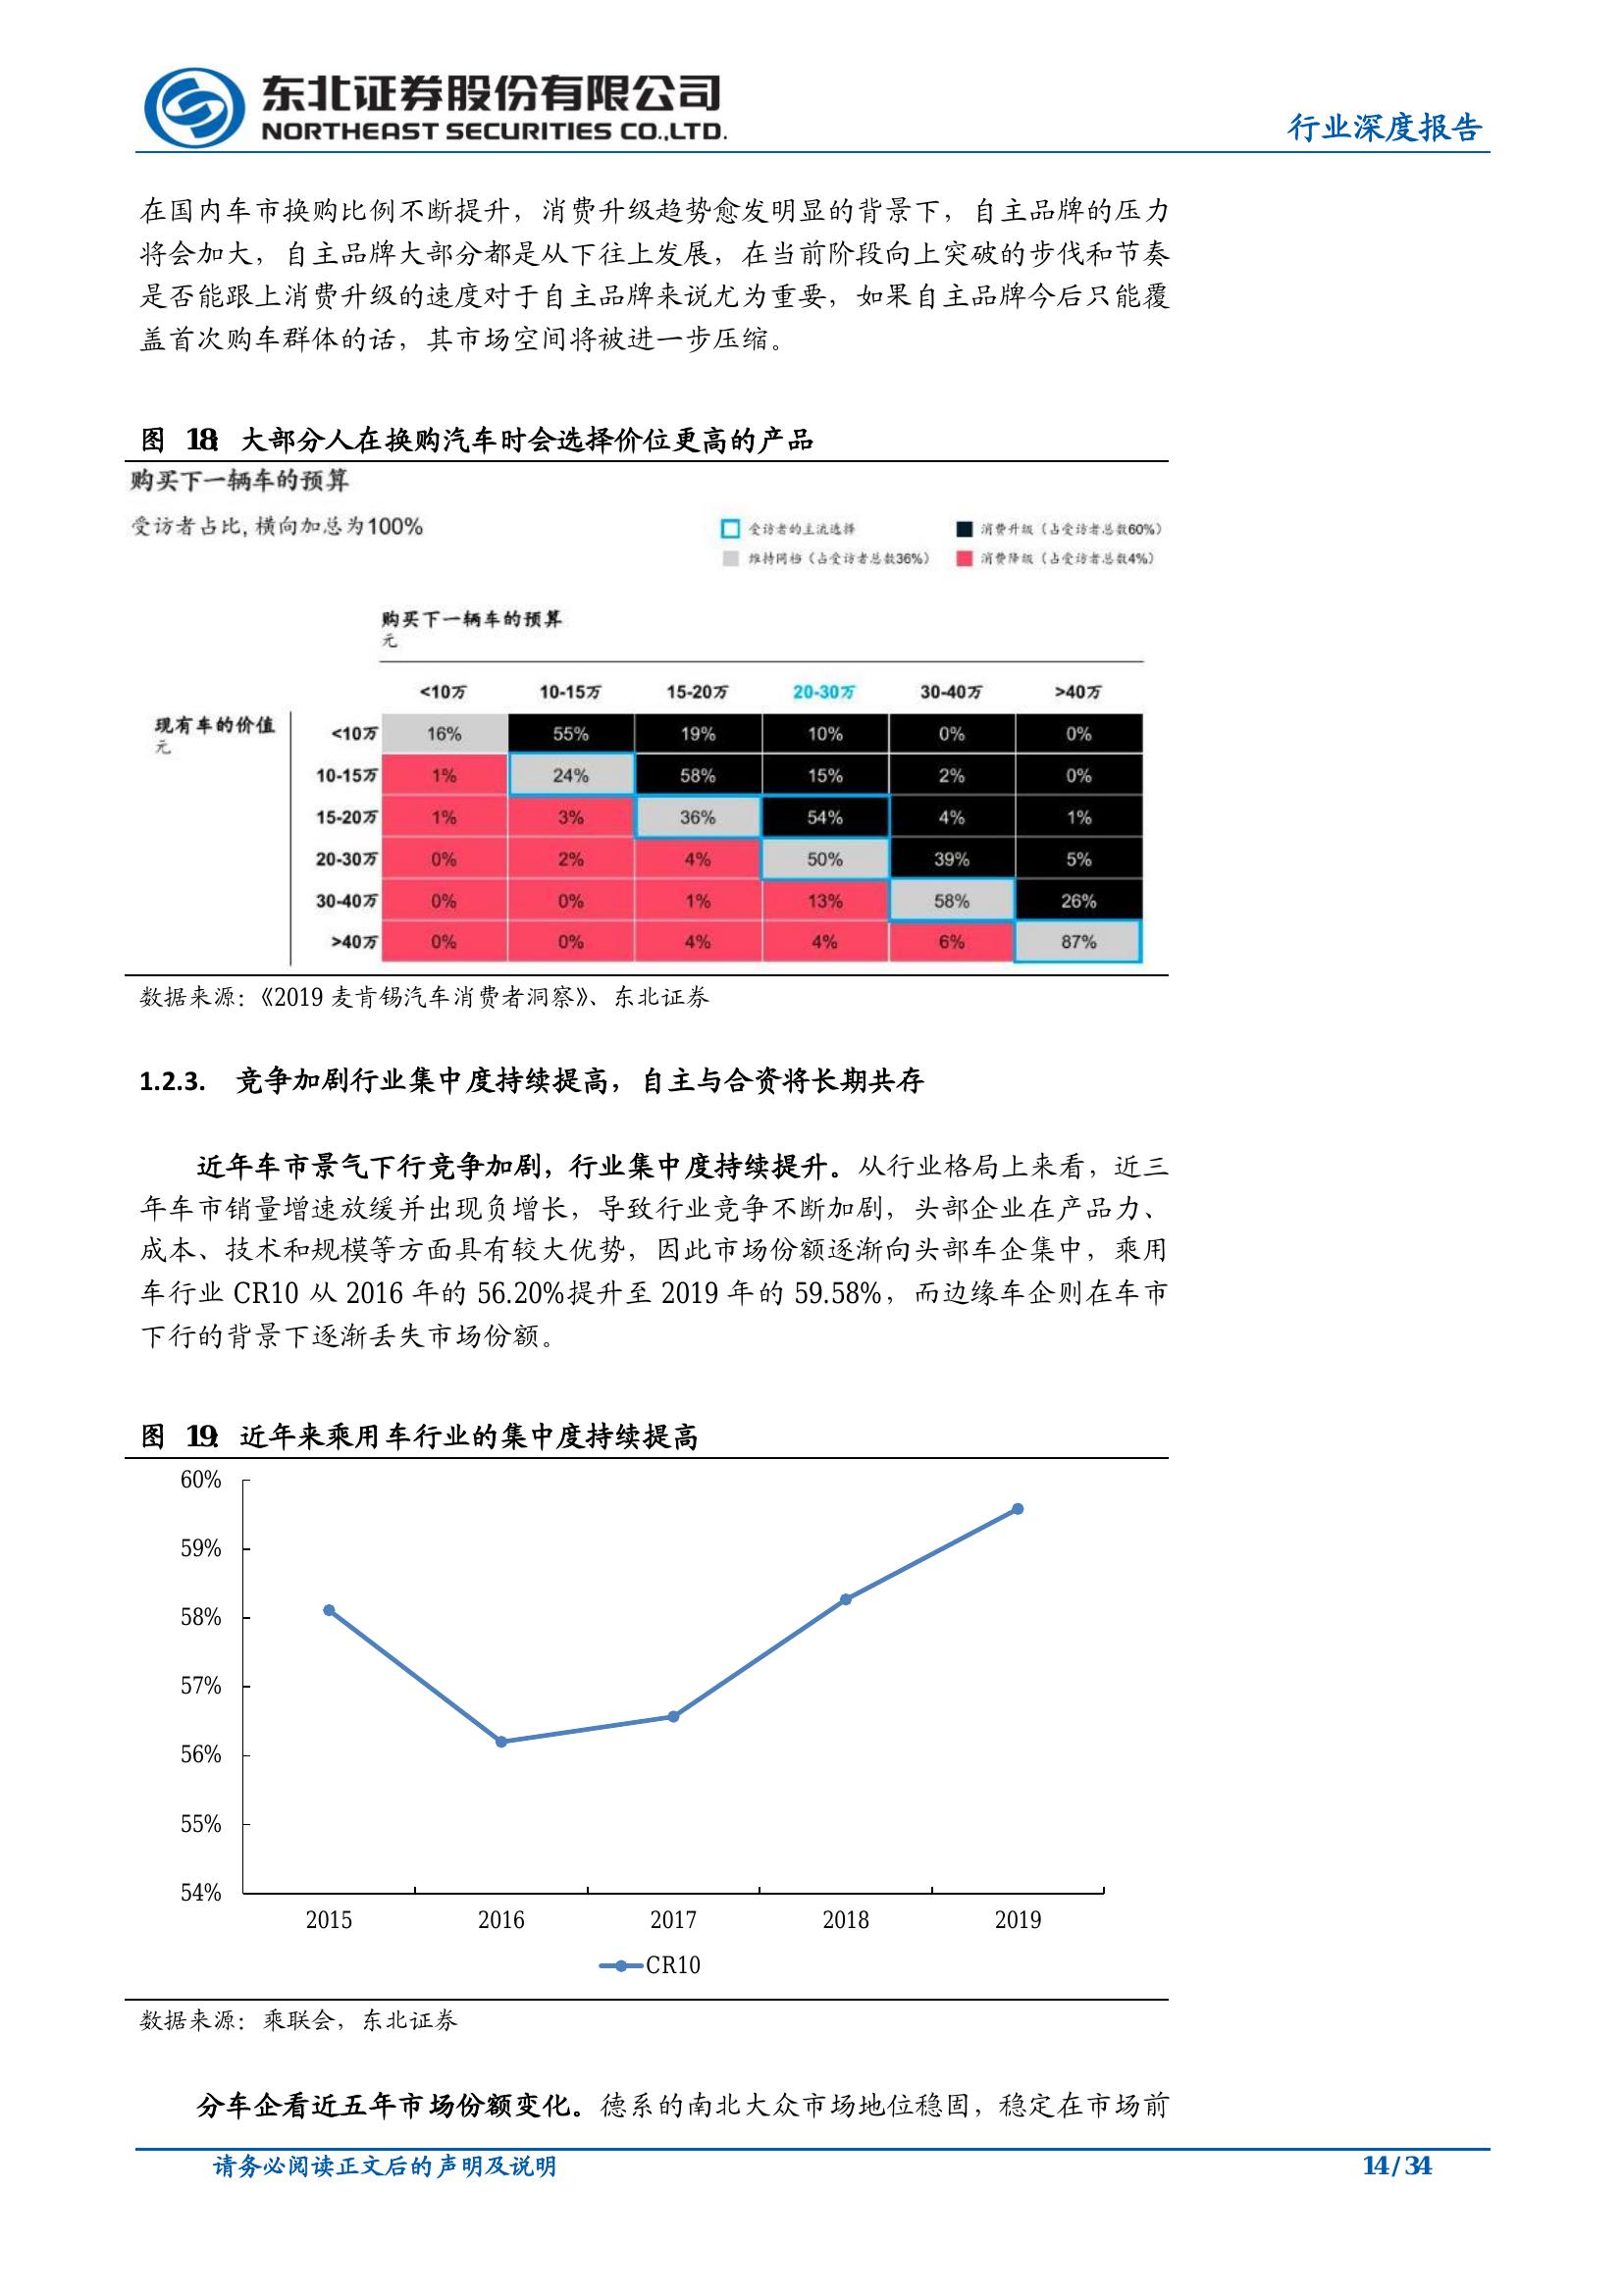 东北证券股份有限公司
NORTHEAST SECURITIES CO.,LTD.
行业深度报告
在国内车市换购比例不断提升，消费升级趋势愈发明显的背景下，自主品牌的压力
将会加大，自主品牌大部分都是从下往上发展，在当前阶段向上突破的步伐和节奏
是否能跟上消费升级的速度对于自主品牌来说尤为重要，如果自主品牌今后只能覆
盖首次购车群体的话，其市场空间将被进一步压缩。
图 18：大部分人在换购汽车时会选择价位更高的产品
购买下一辆车的预算
受访者占比, 横向加总为100%
受访者的主流选择 消费升级（占受访者总数60%）
维持同档（占受访者总数36%） 消费降级（占受访者总数4%）
购买下一辆车的预算
元
<10万 10-15万 15-20万 20-30万 30-40万 >40万
现有车的价值
元
<10万 16% 55% 19% 10% 0% 0%
10-15万 1% 24% 58% 15% 2% 0%
15-20万 1% 3% 36% 54% 4% 1%
20-30万 0% 2% 4% 50% 39% 5%
30-40万 0% 0% 1% 13% 58% 26%
>40万 0% 0% 4% 4% 6% 87%
数据来源：《2019 麦肯锡汽车消费者洞察》、东北证券
1.2.3. 竞争加剧行业集中度持续提高，自主与合资将长期共存
近年车市景气下行竞争加剧，行业集中度持续提升。从行业格局上来看，近三
年车市销量增速放缓并出现负增长，导致行业竞争不断加剧，头部企业在产品力、
成本、技术和规模等方面具有较大优势，因此市场份额逐渐向头部车企集中，乘用
车行业 CR10 从 2016 年的 56.20%提升至 2019 年的 59.58%，而边缘车企则在车市
下行的背景下逐渐丢失市场份额。
图 19：近年来乘用车行业的集中度持续提高
60%
59%
58%
57%
56%
55%
54%
2015 2016 2017 2018 2019
CR10
数据来源：乘联会，东北证券
分车企看近五年市场份额变化。德系的南北大众市场地位稳固，稳定在市场前
请务必阅读正文后的声明及说明
14 / 34